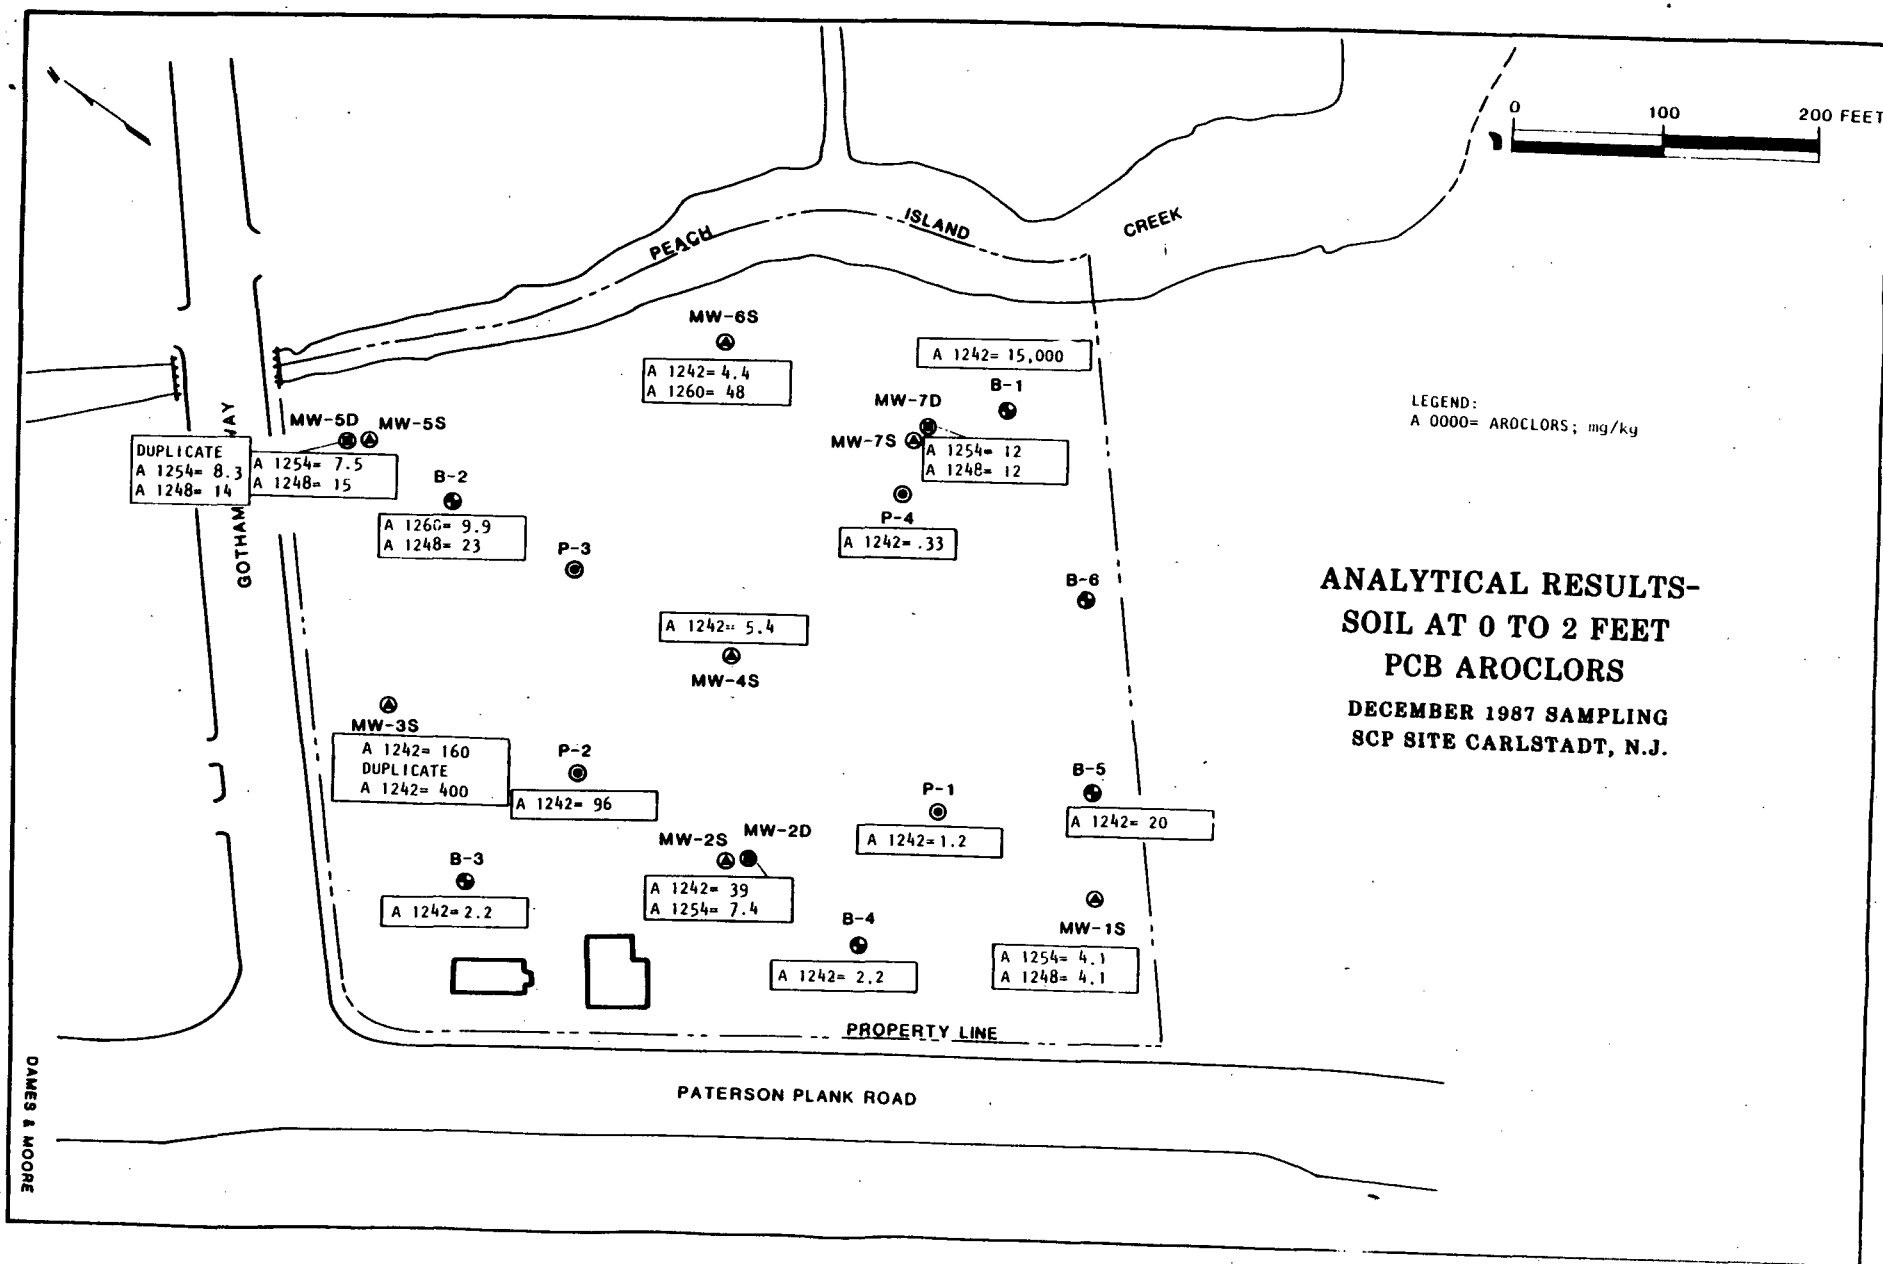 N
0 100 200 FEET
PEACH ISLAND CREEK
MW-6S
A 1242= 4.4
A 1260= 48
A 1242= 15,000
B-1
MW-7D
MW-7S
A 1254= 12
A 1248= 12
LEGEND:
A 0000= AROCLORS; mg/kg
GOTHAM WAY
MW-5D MW-5S
DUPLICATE
A 1254= 8.3
A 1248= 14
A 1254= 7.5
A 1248= 15
B-2
A 1260= 9.9
A 1248= 23
P-3
P-4
A 1242= .33
B-6
A 1242= 5.4
MW-4S
ANALYTICAL RESULTS-
SOIL AT 0 TO 2 FEET
PCB AROCLORS
DECEMBER 1987 SAMPLING
SCP SITE CARLSTADT, N.J.
MW-3S
A 1242= 160
DUPLICATE
A 1242= 400
P-2
A 1242= 96
P-1
A 1242= 1.2
B-5
A 1242= 20
MW-2S MW-2D
A 1242= 39
A 1254= 7.4
B-3
A 1242= 2.2
B-4
A 1242= 2.2
MW-1S
A 1254= 4.1
A 1248= 4.1
PROPERTY LINE
PATERSON PLANK ROAD
DAMES & MOORE